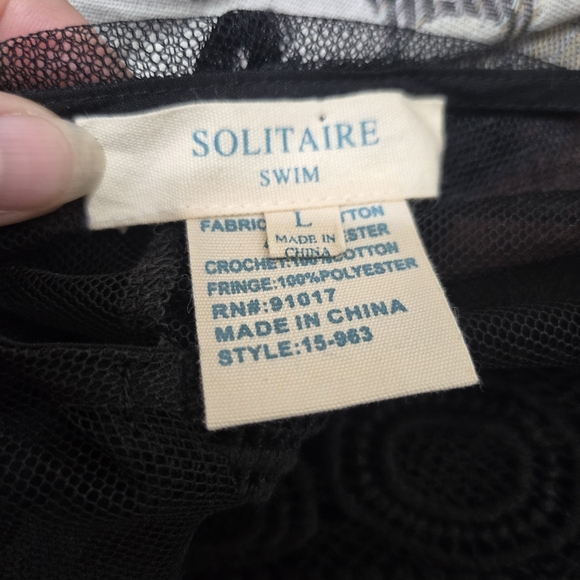 SOLITAIRE
SWIM
L
MADE IN
CHINA
FABRIC
CROCHET:100%COTTON
FRINGE:100%POLYESTER
RN#:91017
MADE IN CHINA
STYLE:15-963